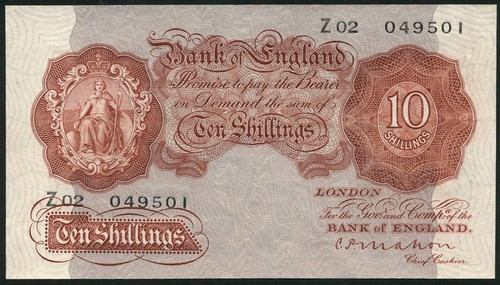 Z02 049501
Bank of England
Promise to pay the Bearer
on Demand the sum of
Ten Shillings
10
SHILLINGS
Z02 049501
LONDON
For the Govr. and Compa. of the
BANK OF ENGLAND.
C.P. Mahon
Chief Cashier.
Ten Shillings